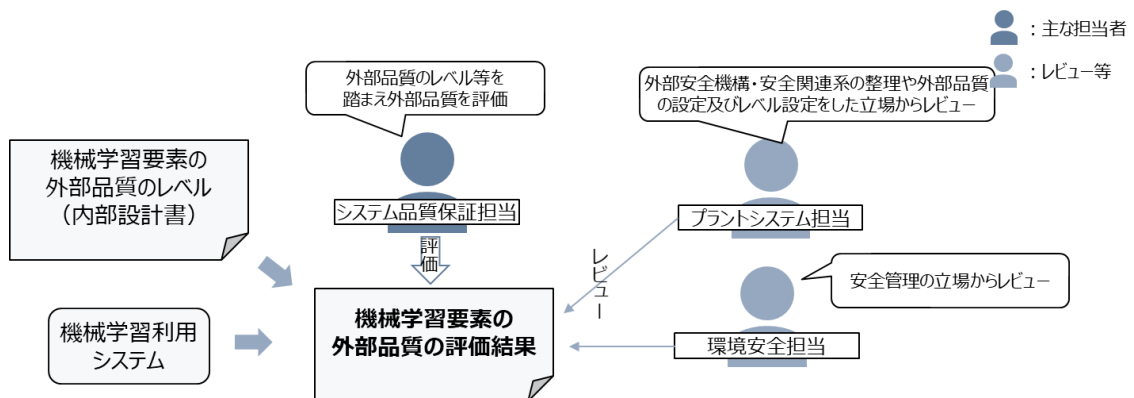 ：主な担当者
：レビュー等
外部品質のレベル等を
踏まえ外部品質を評価
外部安全機構・安全関連系の整理や外部品質
の設定及びレベル設定をした立場からレビュー
機械学習要素の
外部品質のレベル
（内部設計書）
システム品質保証担当
プラントシステム担当
評価
レビュー
安全管理の立場からレビュー
機械学習利用
システム
機械学習要素の
外部品質の評価結果
環境安全担当